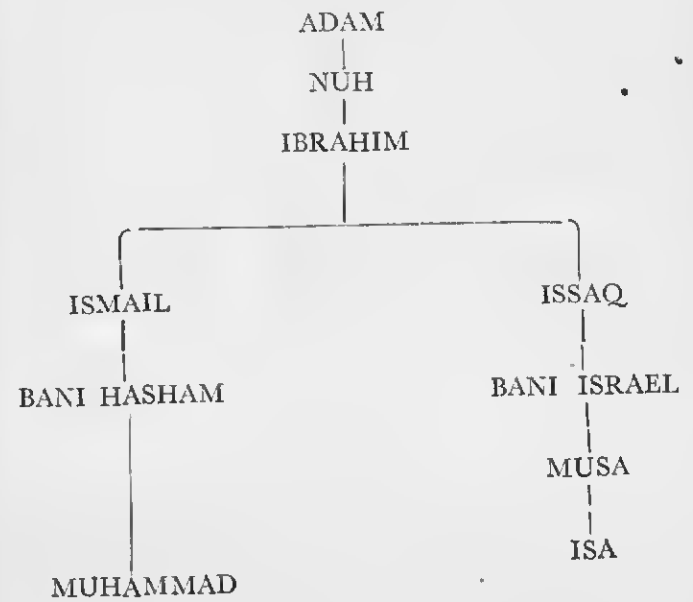 ADAM
NUH
IBRAHIM
ISMAIL
ISSAQ
BANI HASHAM
BANI ISRAEL
MUSA
ISA
MUHAMMAD